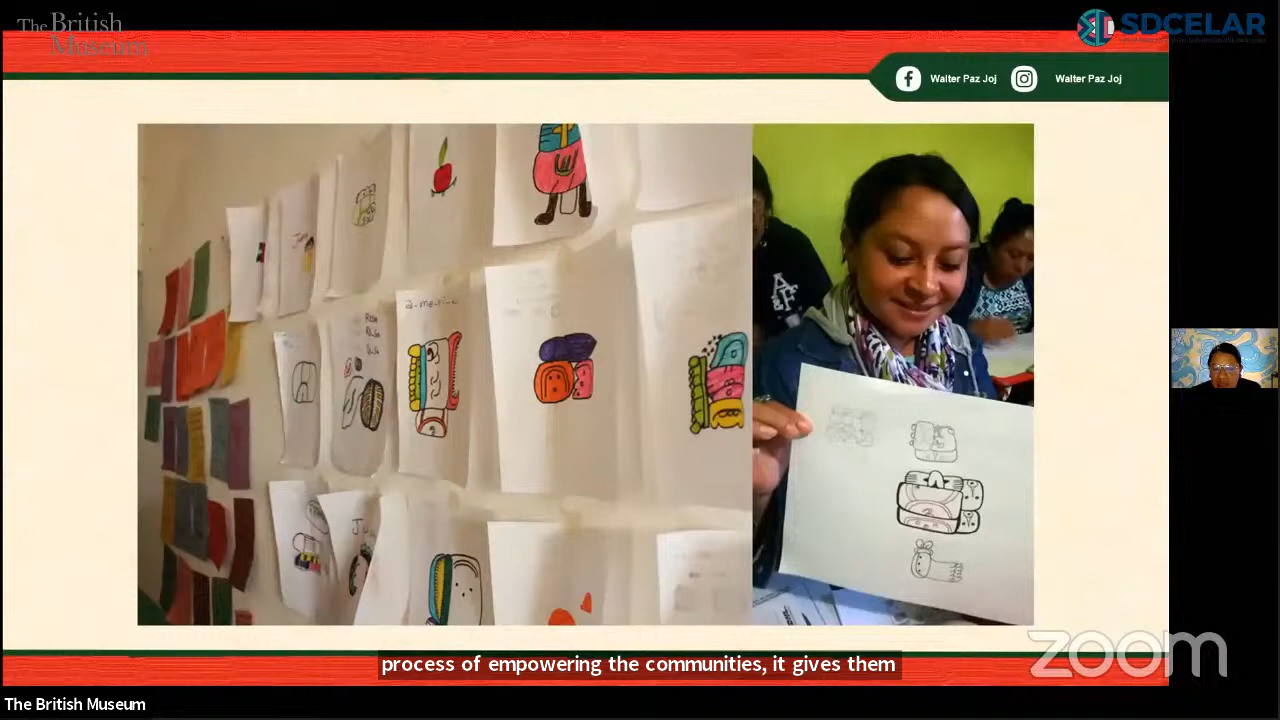 The British
Museum
SDCELAR
Walter Paz Joj
Walter Paz Joj
A
F
process of empowering the communities, it gives them
zoom
The British Museum